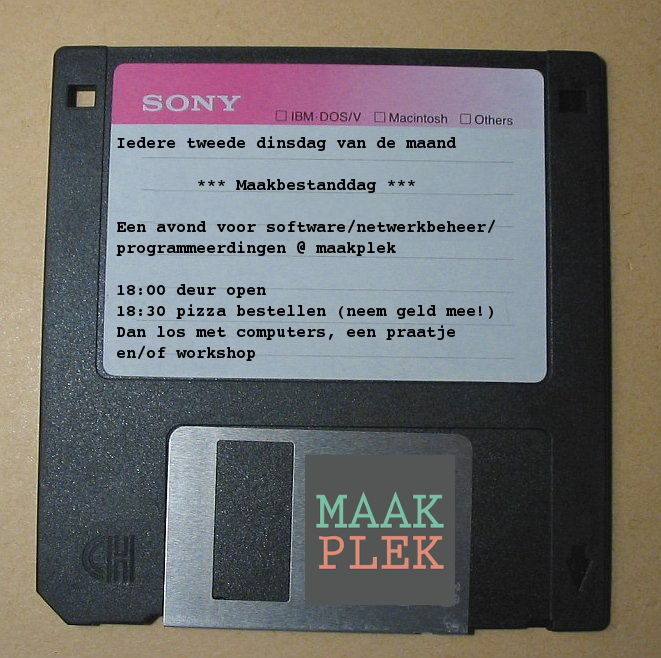 SONY
IBM·DOS/V Macintosh Others
Iedere tweede dinsdag van de maand
*** Maakbestanddag ***
Een avond voor software/netwerkbeheer/
programmeerdingen @ maakplek
18:00 deur open
18:30 pizza bestellen (neem geld mee!)
Dan los met computers, een praatje
en/of workshop
MAAK
PLEK